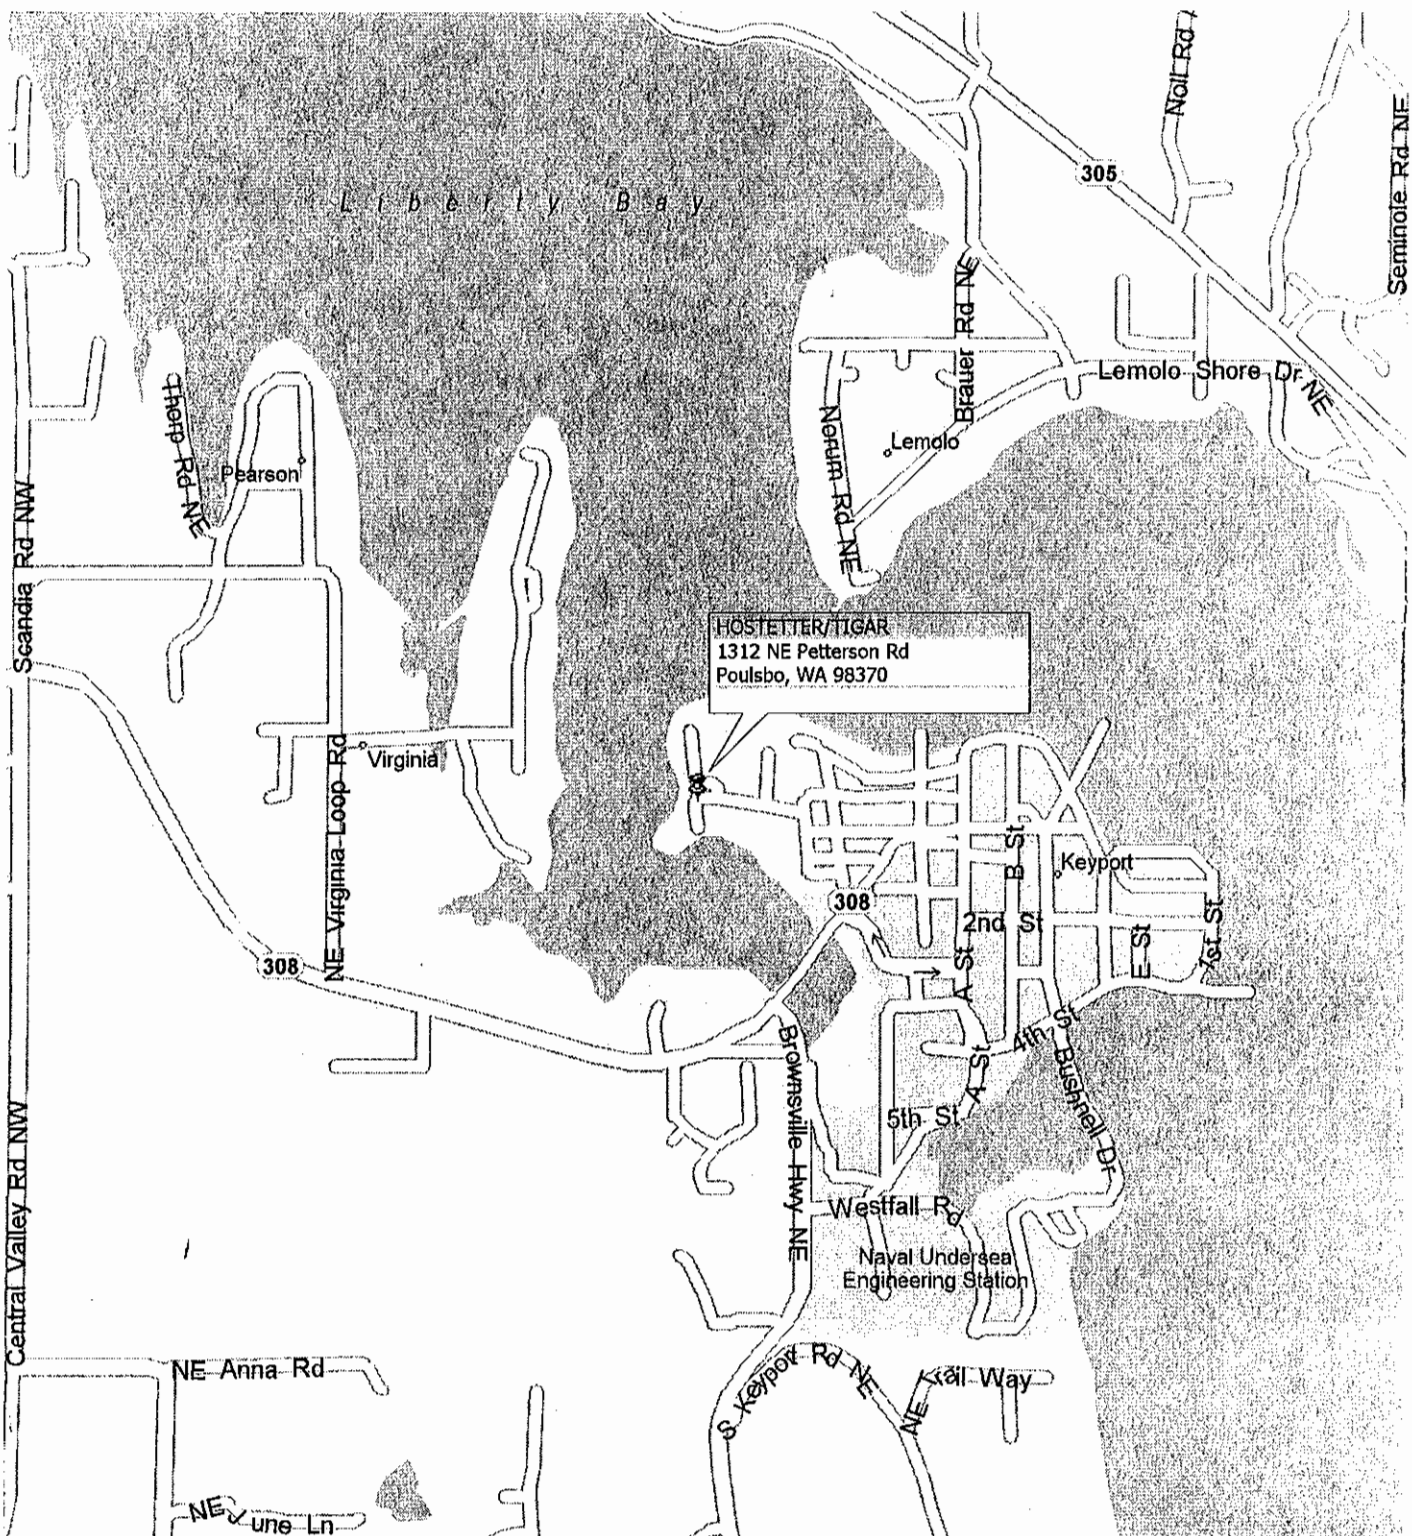 Noll Rd
305
Seminole Rd NE
Liberty Bay
Brauer Rd NE
Lemolo Shore Dr NE
Thorp Rd NE
Pearson
Norum Rd NE
Lemolo
Scandia Rd NW
HOSTETTER/TIGAR
1312 NE Petterson Rd
Poulsbo, WA 98370
Virginia
NE Virginia Loop Rd
B St
Keyport
308
2nd St
1st St
E St
A St
308
4th St
Brownsville Hwy NE
A St
Bushnell Dr
5th St
Central Valley Rd NW
Westfall Rd
Naval Undersea
Engineering Station
NE Anna Rd
S Keyport Rd NE
NE Krail Way
NE June Ln